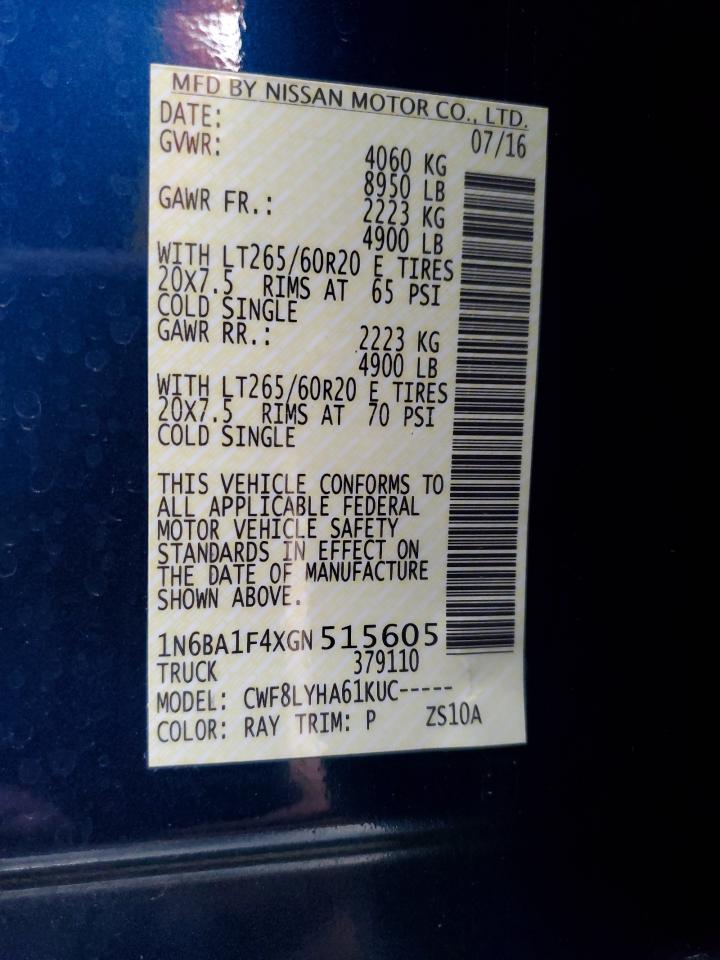 MFD BY NISSAN MOTOR CO., LTD.
DATE: 07/16
GVWR: 4060 KG
8950 LB
GAWR FR.: 2223 KG
4900 LB
WITH LT265/60R20 E TIRES
20X7.5 RIMS AT 65 PSI
COLD SINGLE
GAWR RR.: 2223 KG
4900 LB
WITH LT265/60R20 E TIRES
20X7.5 RIMS AT 70 PSI
COLD SINGLE
THIS VEHICLE CONFORMS TO
ALL APPLICABLE FEDERAL
MOTOR VEHICLE SAFETY
STANDARDS IN EFFECT ON
THE DATE OF MANUFACTURE
SHOWN ABOVE.
1N6BA1F4XGN515605
TRUCK 379110
MODEL: CWF8LYHA61KUC-----
COLOR: RAY TRIM: P ZS10A